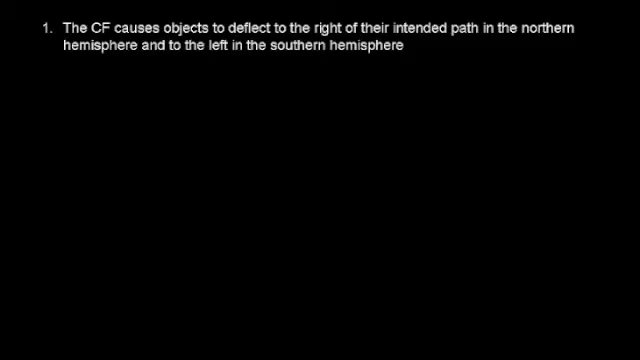 1. The CF causes objects to deflect to the right of their intended path in the northern
hemisphere and to the left in the southern hemisphere